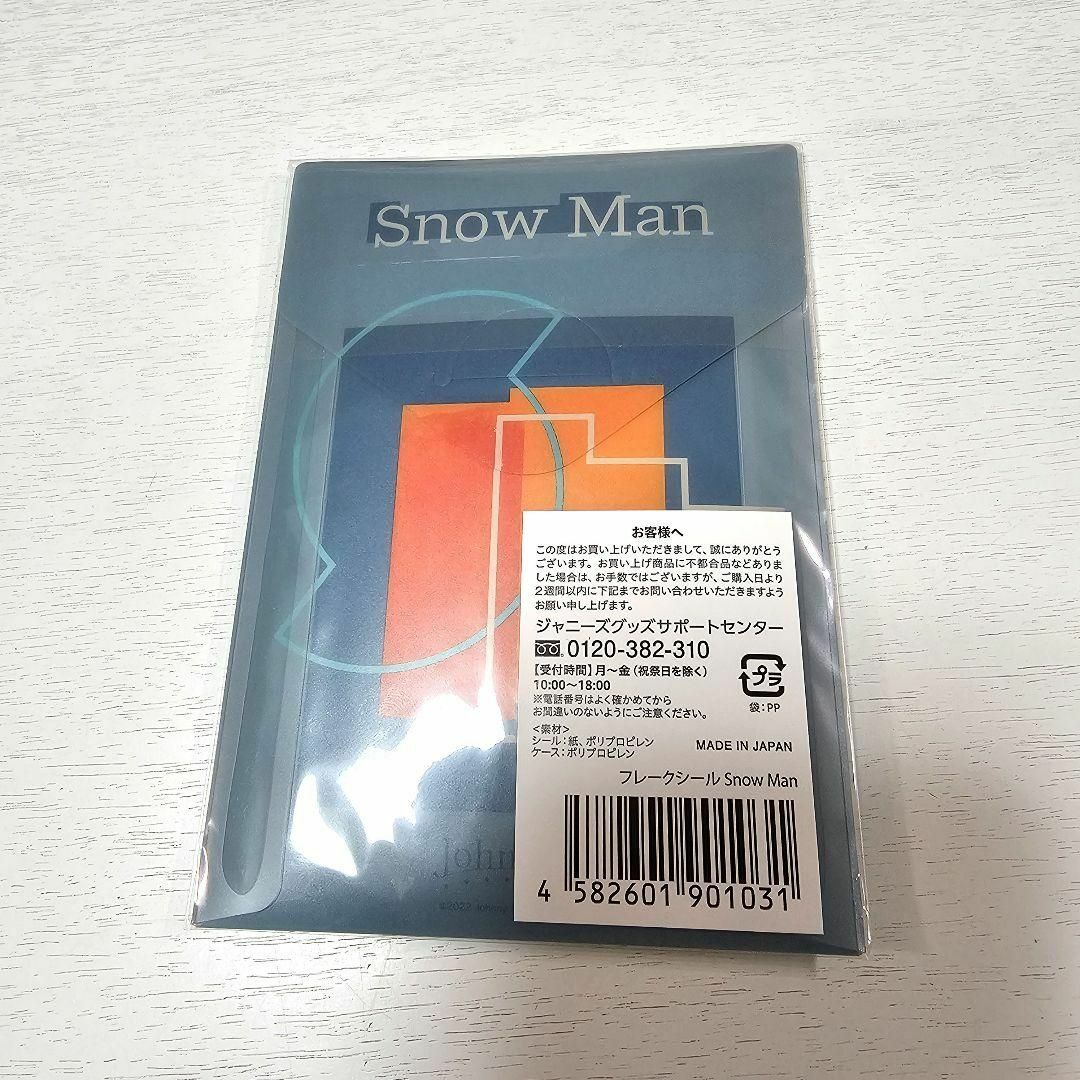 Snow Man
お客様へ
この度はお買い上げいただきまして、誠にありがとう
ございます。お買い上げ商品に不都合品などありま
した場合は、お手数ではございますが、ご購入日より
２週間以内に下記までお問い合わせいただきますよう
お願い申し上げます。
ジャニーズグッズサポートセンター
0120-382-310
【受付時間】月～金（祝祭日を除く）
10:00～18:00
※電話番号はよく確かめてから
お間違いのないようにご注意ください。
プラ
袋：PP
<素材>
シール：紙、ポリプロピレン
ケース：ポリプロピレン
MADE IN JAPAN
フレークシール Snow Man
4 582601 901031
John
©2022 Johnny